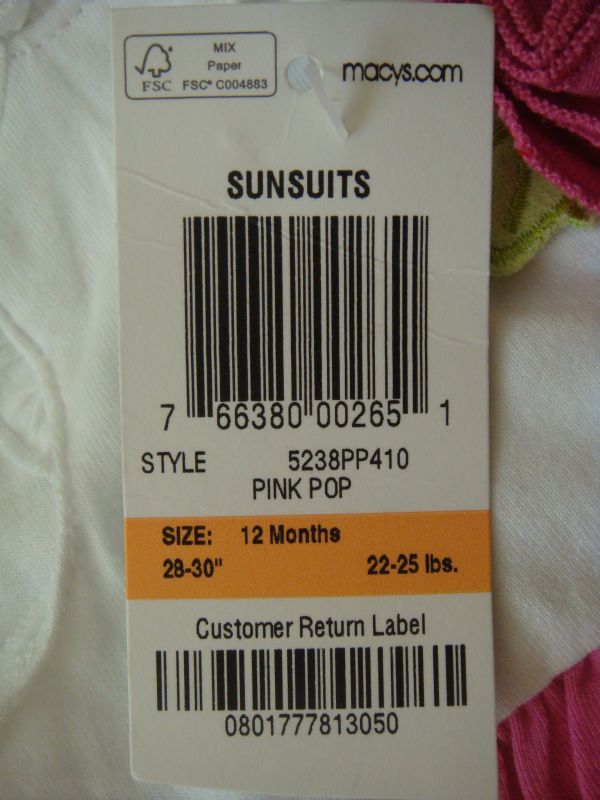 MIX
Paper
FSC FSC® C004883
macys.com
SUNSUITS
7 66380 00265 1
STYLE 5238PP410
PINK POP
SIZE: 12 Months
28-30" 22-25 lbs.
Customer Return Label
0801777813050